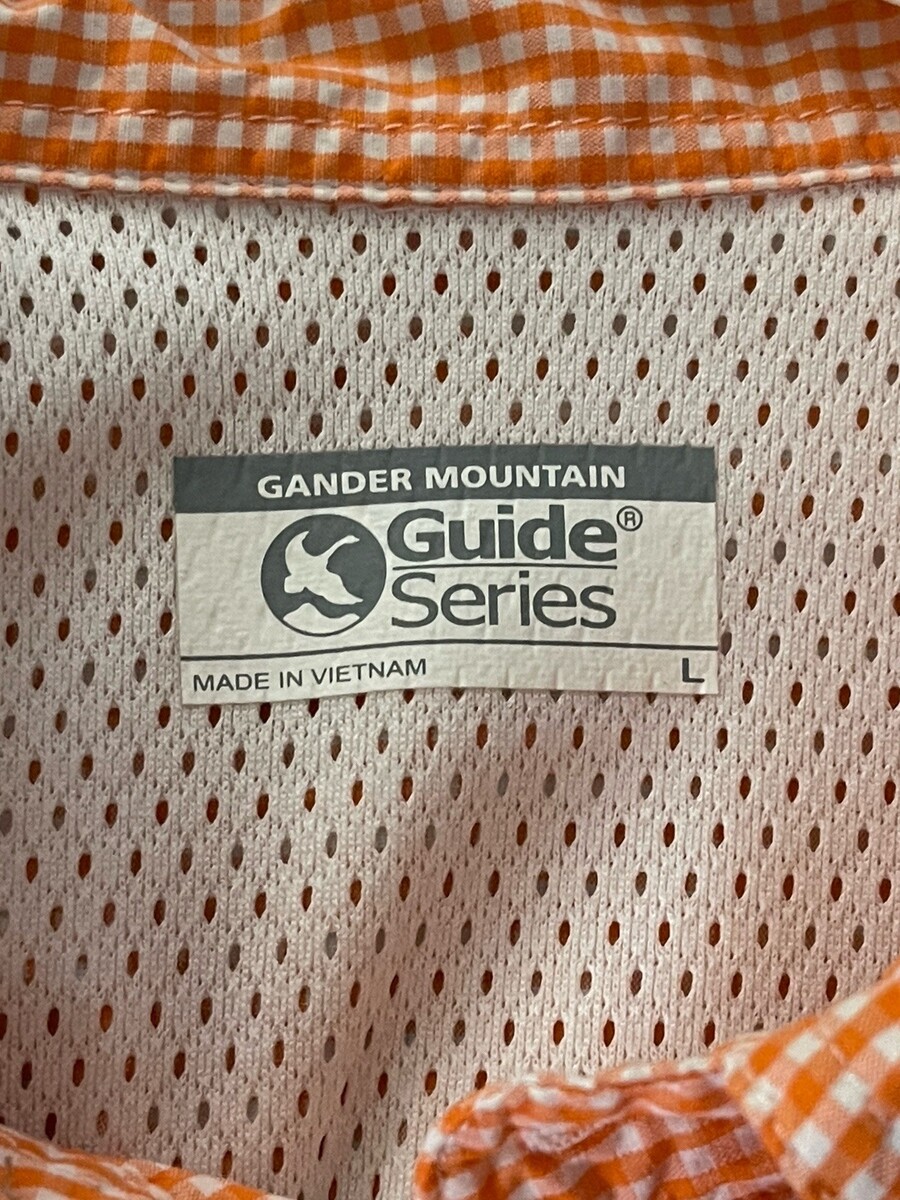 GANDER MOUNTAIN
Guide®
Series
MADE IN VIETNAM L